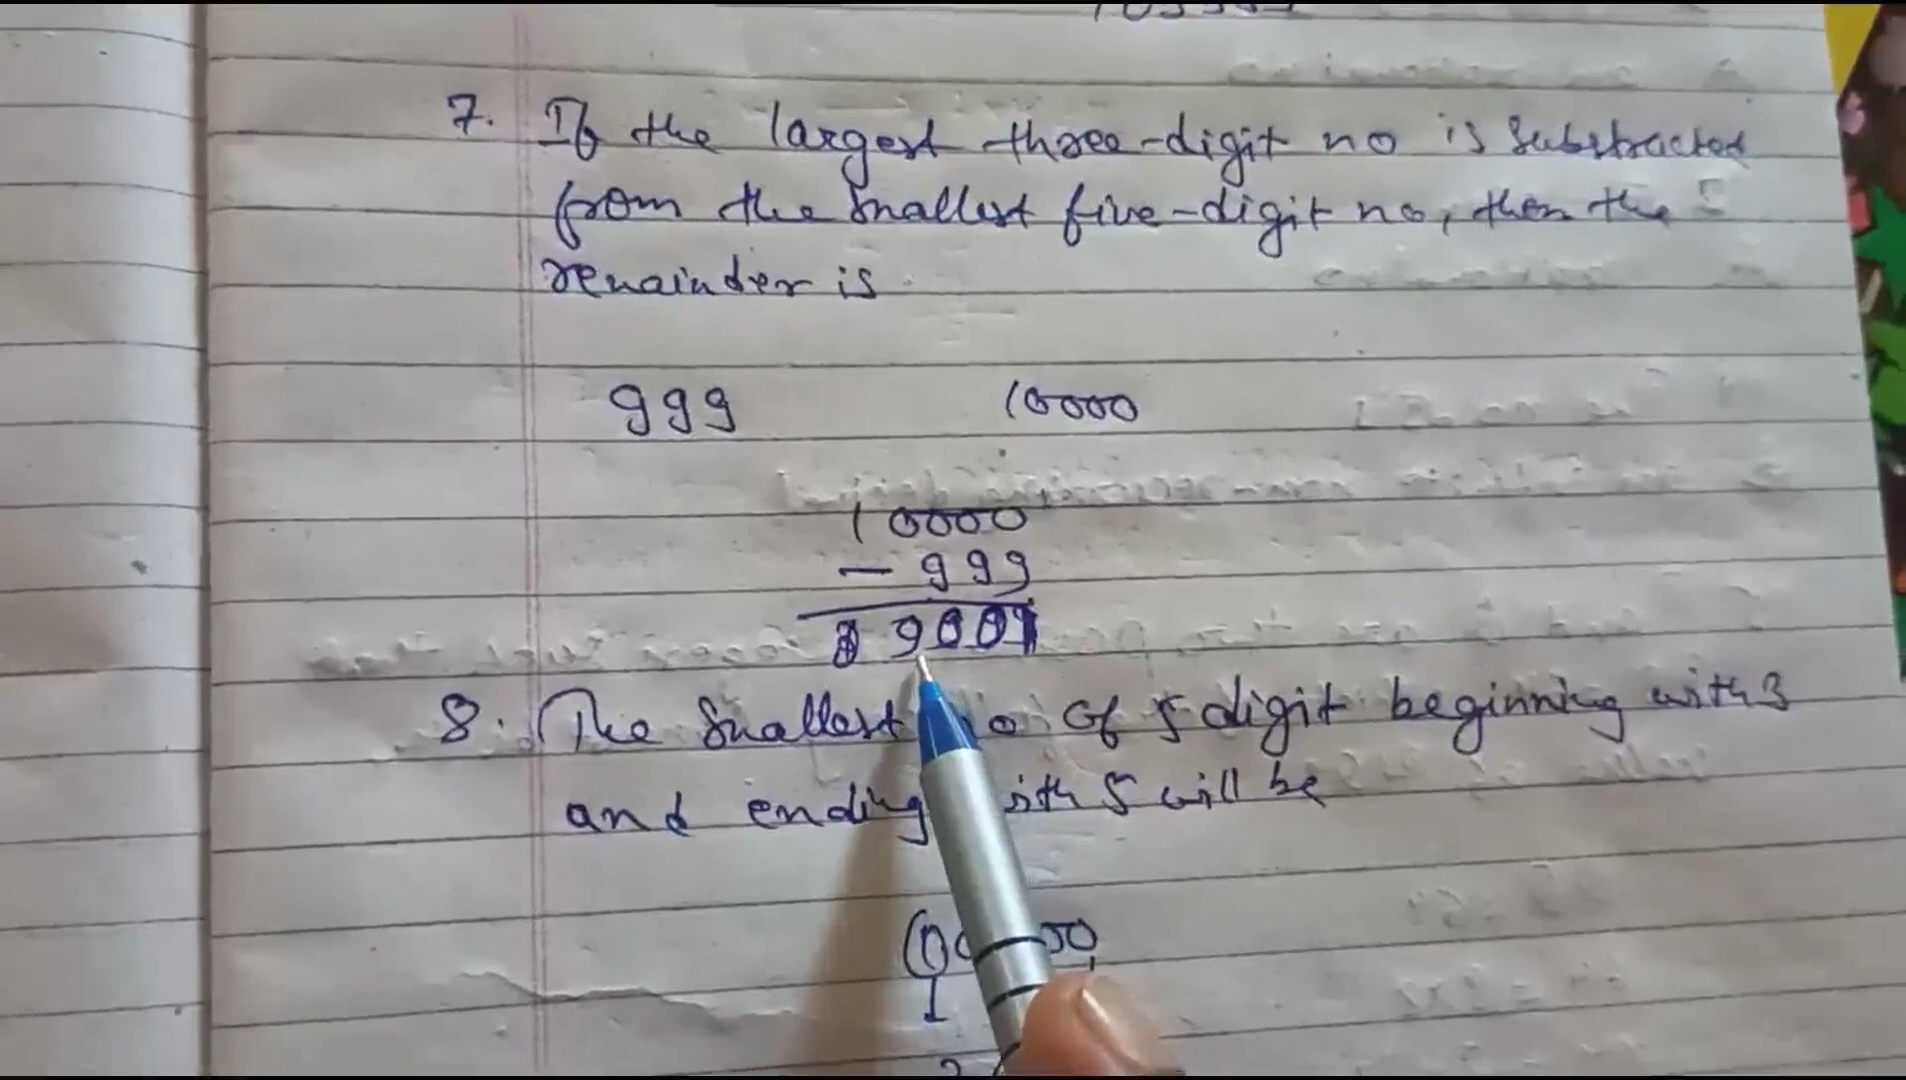 7. If the largest three-digit no is substracted
from the smallest five-digit no, then the
remainder is
999 10000
10000
- 999
09001
8. The smallest no of 5 digit beginning with 3
and ending with 5 will be